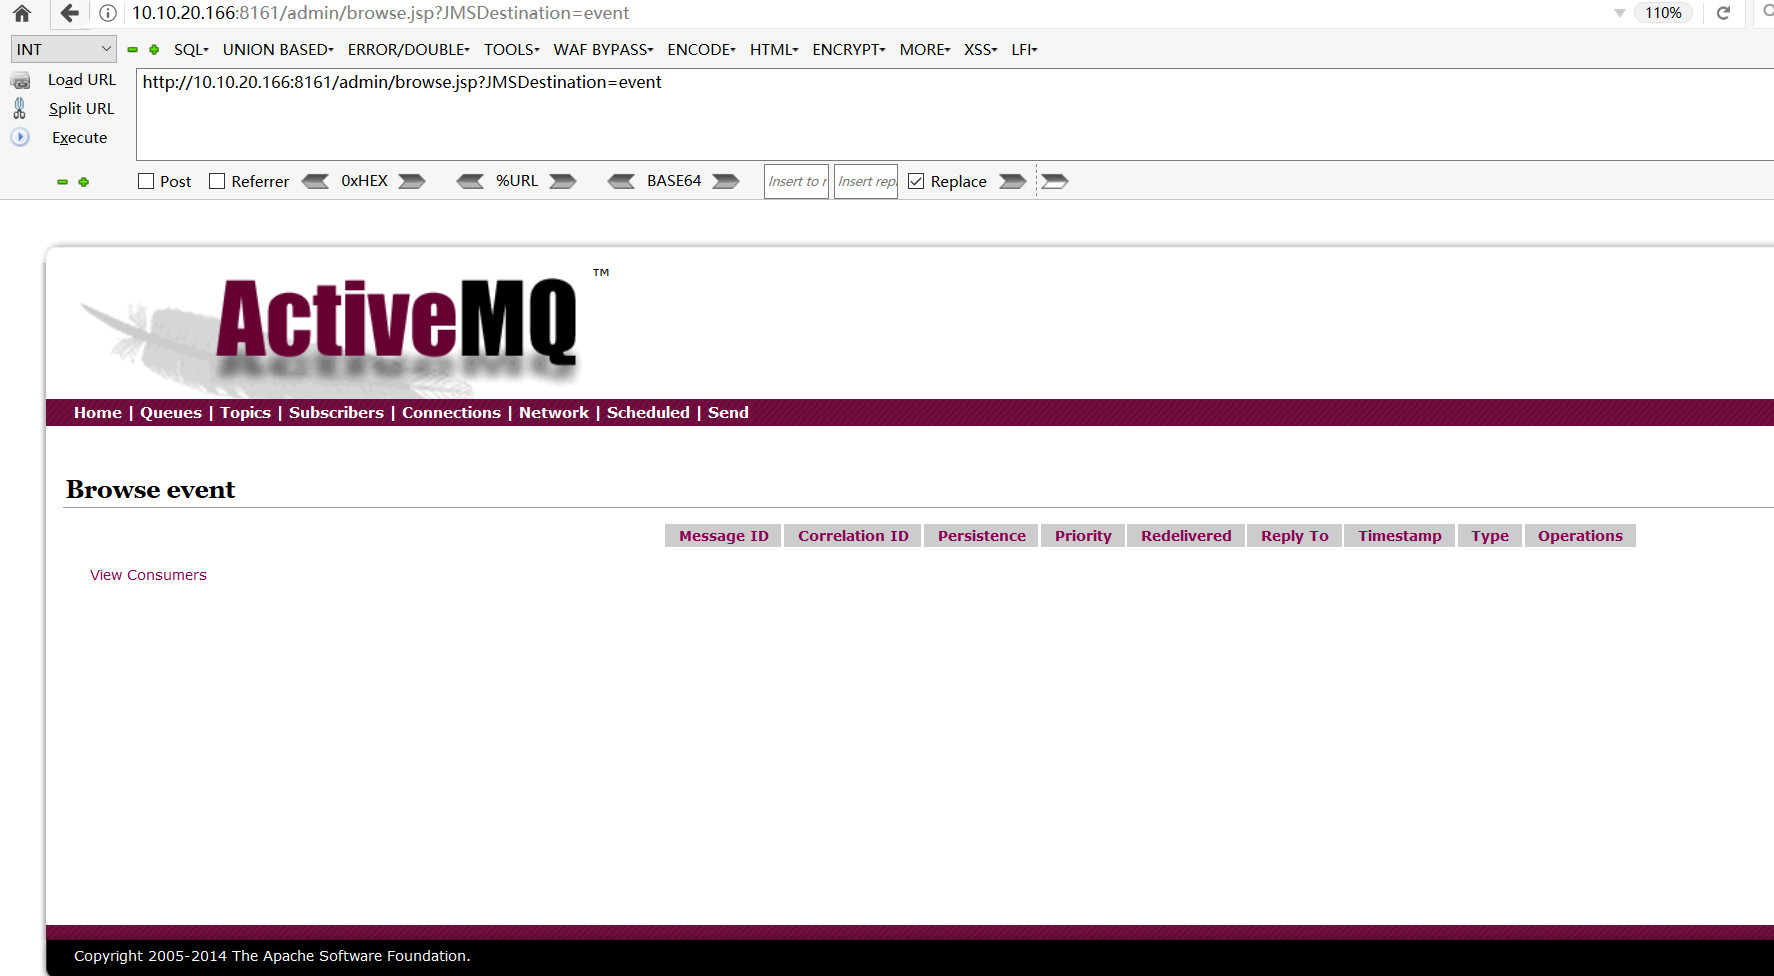 10.10.20.166:8161/admin/browse.jsp?JMSDestination=event 110%
INT SQL UNION BASED ERROR/DOUBLE TOOLS WAF BYPASS ENCODE HTML ENCRYPT MORE XSS LFI
Load URL http://10.10.20.166:8161/admin/browse.jsp?JMSDestination=event
Split URL
Execute
Post Referrer 0xHEX %URL BASE64 Insert to Insert Replace
ActiveMQ ™
Home | Queues | Topics | Subscribers | Connections | Network | Scheduled | Send
Browse event
Message ID Correlation ID Persistence Priority Redelivered Reply To Timestamp Type Operations
View Consumers
Copyright 2005-2014 The Apache Software Foundation.